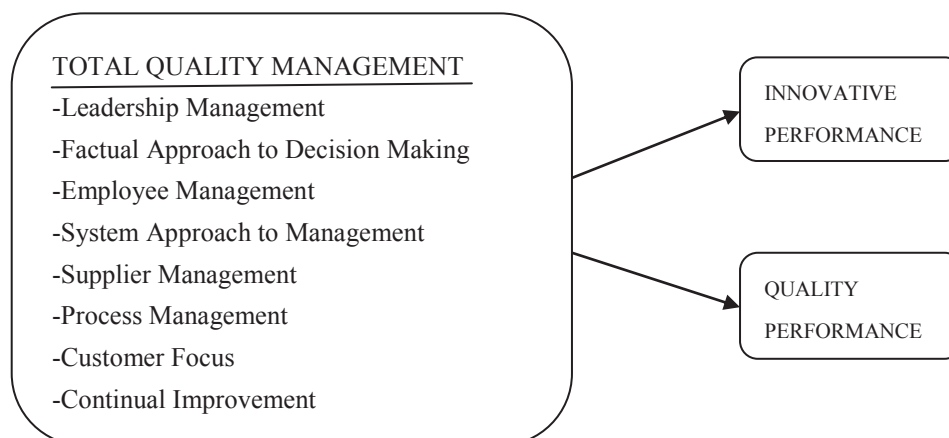 TOTAL QUALITY MANAGEMENT
-Leadership Management
-Factual Approach to Decision Making
-Employee Management
-System Approach to Management
-Supplier Management
-Process Management
-Customer Focus
-Continual Improvement
INNOVATIVE
PERFORMANCE
QUALITY
PERFORMANCE